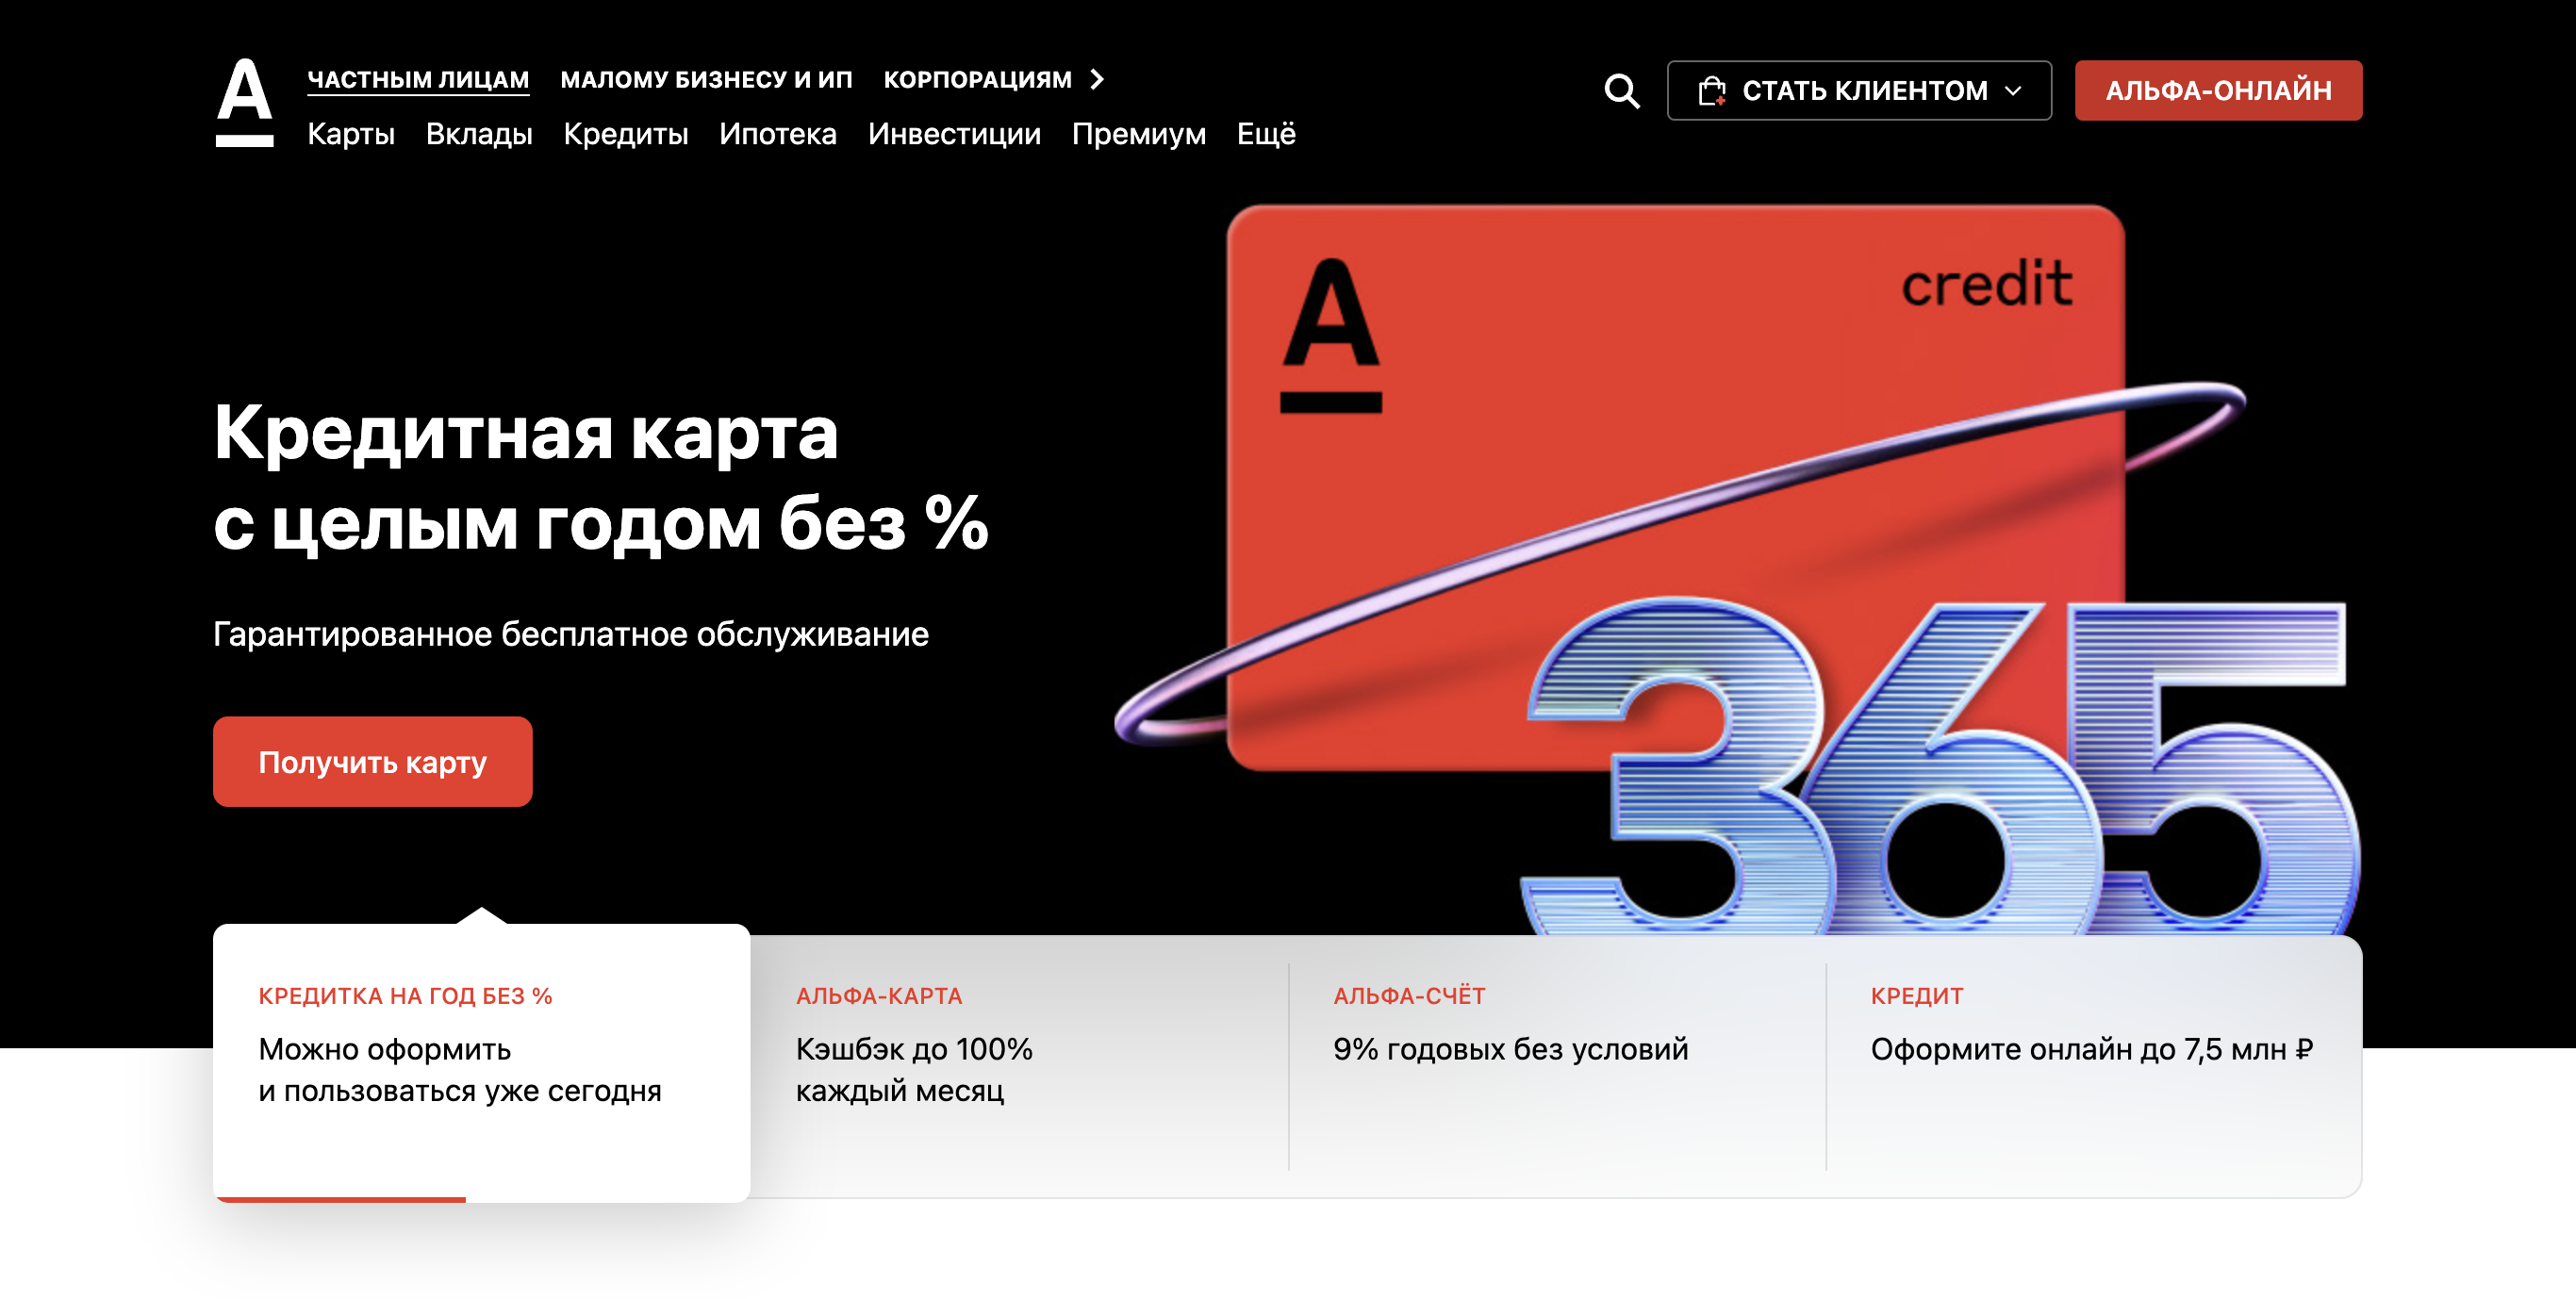 А
ЧАСТНЫМ ЛИЦАМ МАЛОМУ БИЗНЕСУ И ИП КОРПОРАЦИЯМ
Карты Вклады Кредиты Ипотека Инвестиции Премиум Ещё
СТАТЬ КЛИЕНТОМ
АЛЬФА-ОНЛАЙН
Кредитная карта
с целым годом без %
Гарантированное бесплатное обслуживание
Получить карту
А
credit
365
КРЕДИТКА НА ГОД БЕЗ %
Можно оформить
и пользоваться уже сегодня
АЛЬФА-КАРТА
Кэшбэк до 100%
каждый месяц
АЛЬФА-СЧЁТ
9% годовых без условий
КРЕДИТ
Оформите онлайн до 7,5 млн ₽